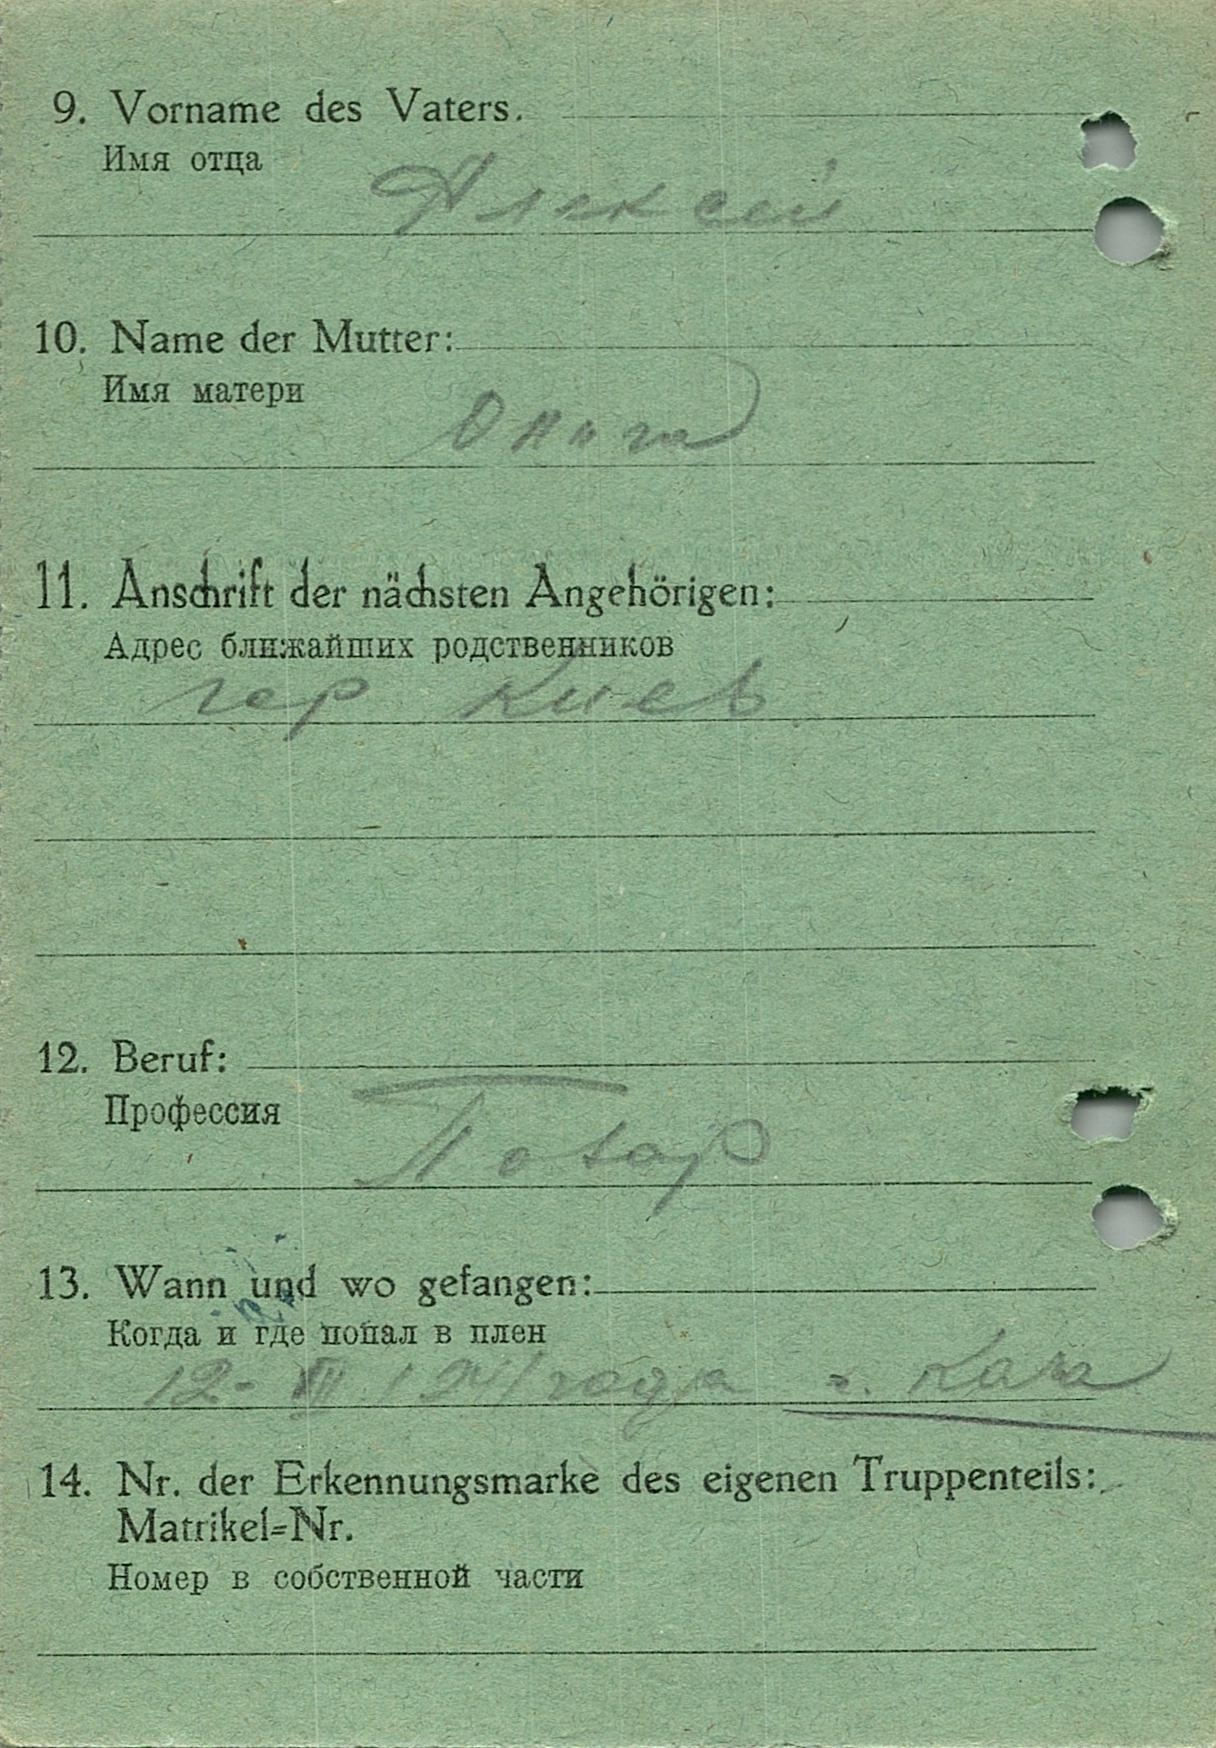 9. Vorname des Vaters.
Имя отца
Алексей
10. Name der Mutter:
Имя матери
11. Anschrift der nächsten Angehörigen:
Адрес ближайших родственников
гор Киев
12. Beruf:
Профессия
Повар
13. Wann und wo gefangen:
Когда и где попал в плен
12- 1941 года г.
14. Nr. der Erkennungsmarke des eigenen Truppenteils:
Matrikel=Nr.
Номер в собственной части